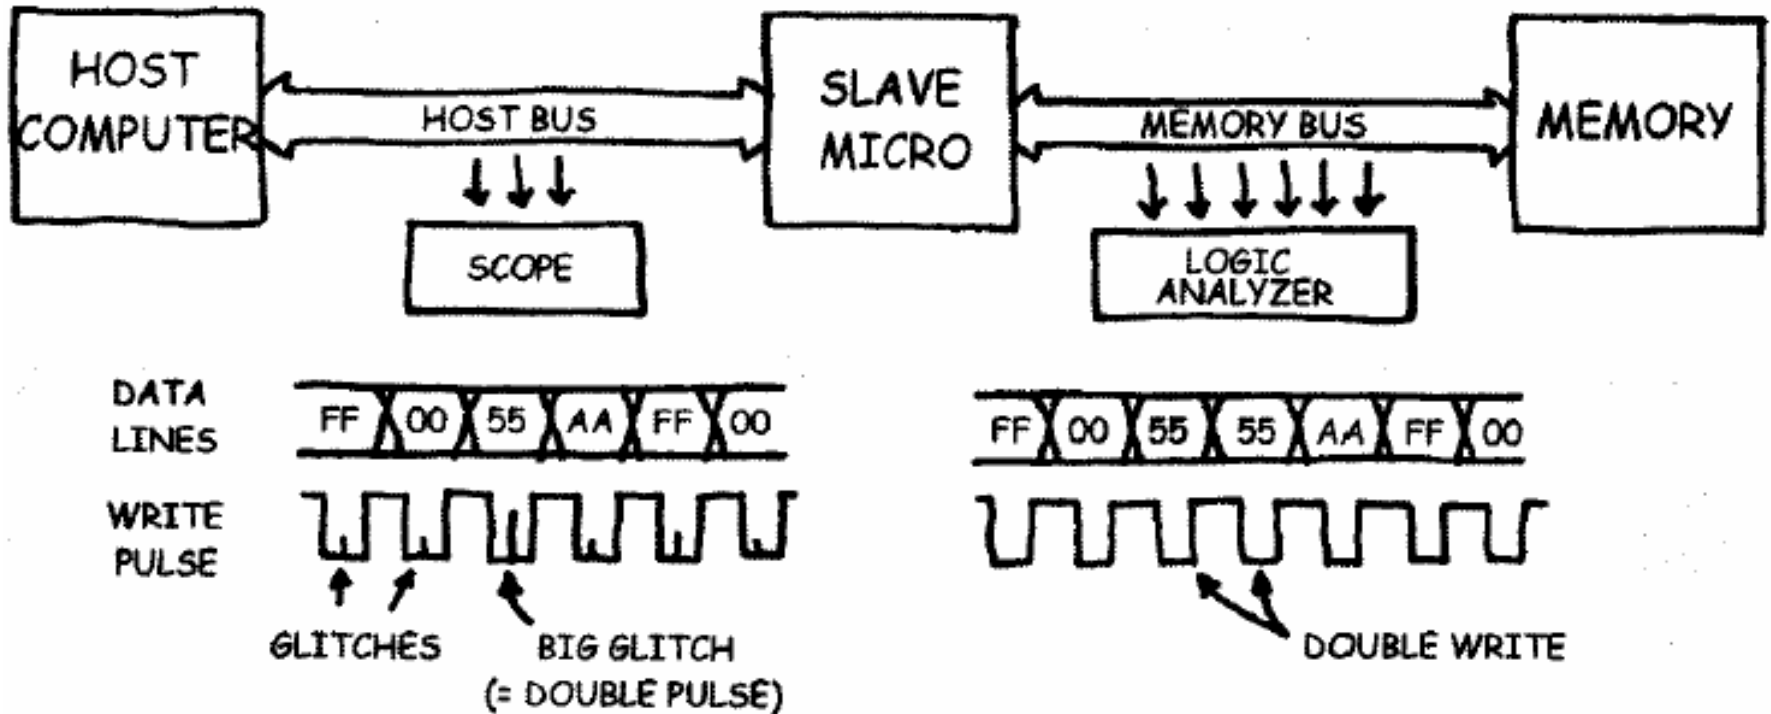 HOST
COMPUTER
HOST BUS
SLAVE
MICRO
MEMORY BUS
MEMORY
SCOPE
LOGIC
ANALYZER
DATA
LINES
FF 00 55 AA FF 00
FF 00 55 55 AA FF 00
WRITE
PULSE
GLITCHES
BIG GLITCH
(= DOUBLE PULSE)
DOUBLE WRITE